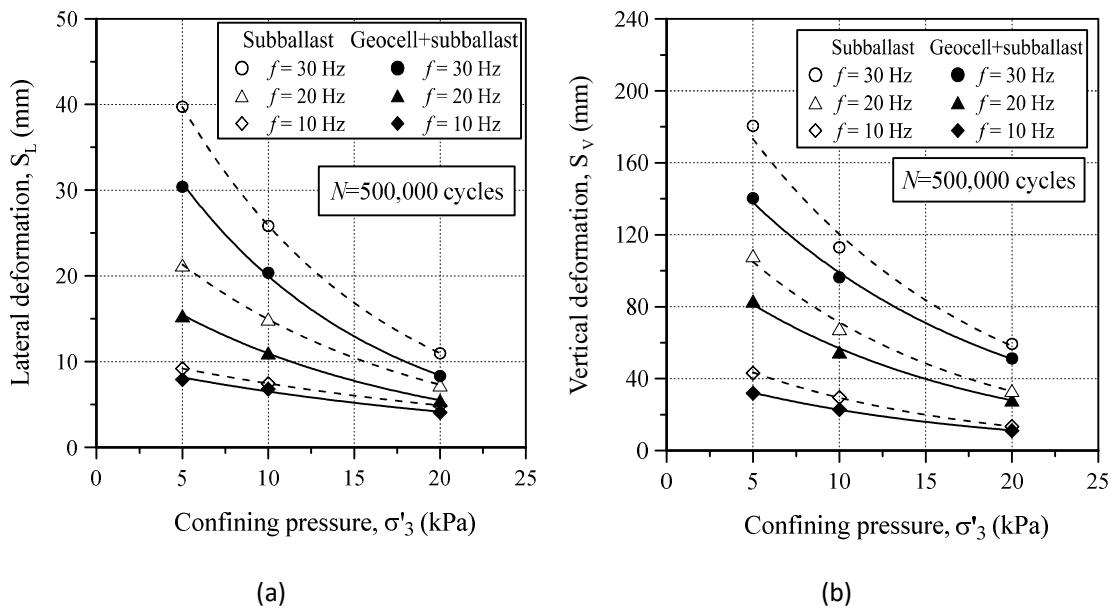 50
40
30
20
10
0
Lateral deformation, S_L (mm)
Subballast Geocell+subballast
f = 30 Hz f = 30 Hz
f = 20 Hz f = 20 Hz
f = 10 Hz f = 10 Hz
N=500,000 cycles
0 5 10 15 20 25
Confining pressure, σ'₃ (kPa)
(a)
240
200
160
120
80
40
0
Vertical deformation, S_V (mm)
Subballast Geocell+subballast
f = 30 Hz f = 30 Hz
f = 20 Hz f = 20 Hz
f = 10 Hz f = 10 Hz
N=500,000 cycles
0 5 10 15 20 25
Confining pressure, σ'₃ (kPa)
(b)